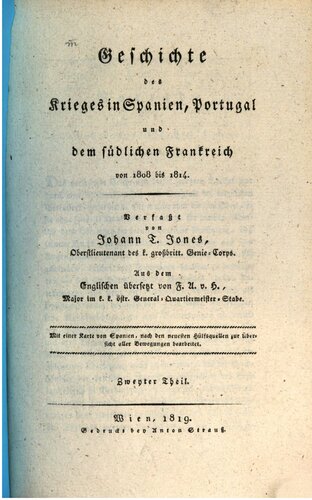 Geschichte
des
Krieges in Spanien, Portugal
und
dem südlichen Frankreich
von 1808 bis 1814.
Verfaßt
von
Johann T. Jones,
Oberstlieutenant des k. großbritt. Genie-Corps.
Aus dem
Englischen übersetzt von F. A. v. H.,
Major im k. k. östr. General-Quartiermeister-Stabe.
Mit einer Karte von Spanien, nach den neuesten Hülfsquellen zur Ueber-
sicht aller Bewegungen bearbeitet.
Zweyter Theil.
Wien, 1819.
Gedruckt bey Anton Strauß.